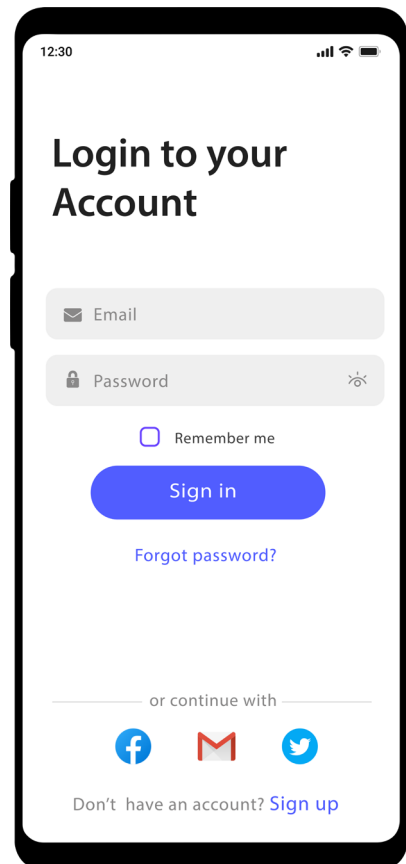 12:30
Login to your
Account
Email
Password
Remember me
Sign in
Forgot password?
or continue with
Don't  have an account? Sign up